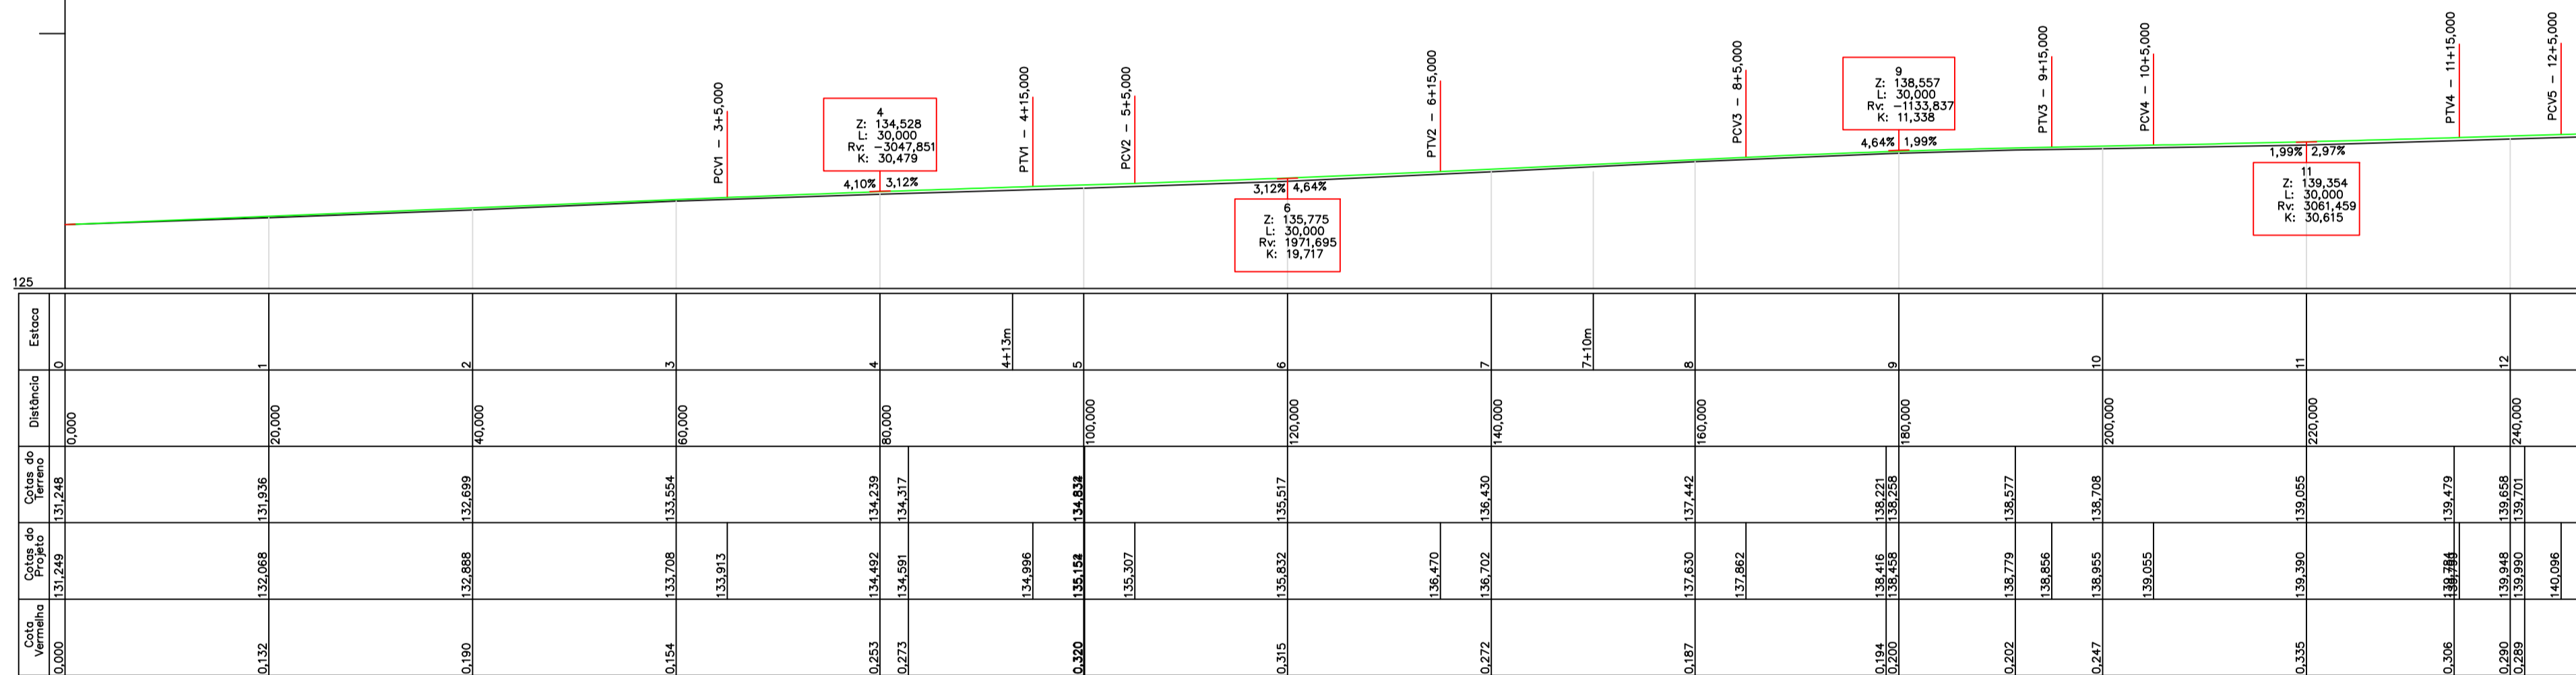 PCV1 - 3+5,000
4
Z: 134,528
L: 30,000
Rv: -3047,851
K: 30,479
4,10%
3,12%
PTV1 - 4+15,000
PCV2 - 5+5,000
3,12%
4,64%
6
Z: 135,775
L: 30,000
Rv: 1971,695
K: 19,717
PTV2 - 6+15,000
PCV3 - 8+5,000
9
Z: 138,557
L: 30,000
Rv: -1133,837
K: 11,338
4,64%
1,99%
PTV3 - 9+15,000
PCV4 - 10+5,000
1,99%
2,97%
11
Z: 139,354
L: 30,000
Rv: 3061,459
K: 30,615
PTV4 - 11+15,000
PCV5 - 12+5,000
125
Estaca
0
1
2
3
4
4+13m
5
6
7
7+10m
8
9
10
11
12
Distância
0,000
20,000
40,000
60,000
80,000
100,000
120,000
140,000
160,000
180,000
200,000
220,000
240,000
Cotas do
Terreno
131,248
131,936
132,699
133,554
134,239
134,317
135,517
136,430
137,442
138,221
138,258
138,577
138,708
139,055
139,479
139,658
139,701
Cotas do
Projeto
131,249
132,068
132,888
133,708
133,913
134,492
134,591
134,996
135,307
135,832
136,470
136,702
137,630
137,862
138,416
138,458
138,779
138,856
138,955
139,055
139,390
139,948
139,990
140,096
Cota
Vermelha
0,000
0,132
0,190
0,154
0,253
0,273
0,320
0,315
0,272
0,187
0,194
0,200
0,202
0,247
0,335
0,306
0,290
0,289